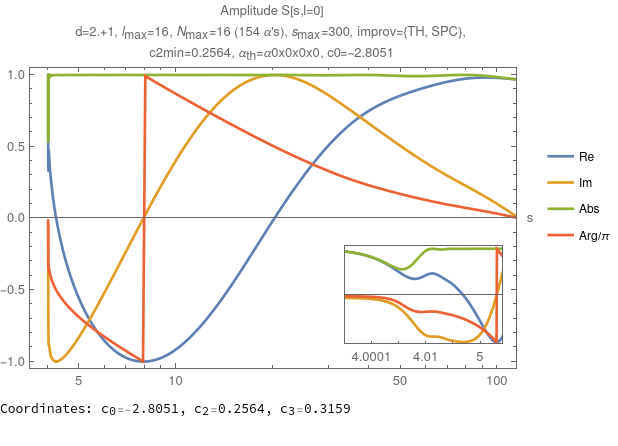 Amplitude S[s,l=0]
d=2.+1, lmax=16, Nmax=16 (154 α's), smax=300, improv={TH, SPC},
c2min=0.2564, αth=α0x0x0x0, c0=-2.8051
1.0
0.5
0.0
-0.5
-1.0
5 10 50 100
s
Re
Im
Abs
Arg/π
4.0001 4.01 5
Coordinates: c0=-2.8051, c2=0.2564, c3=0.3159